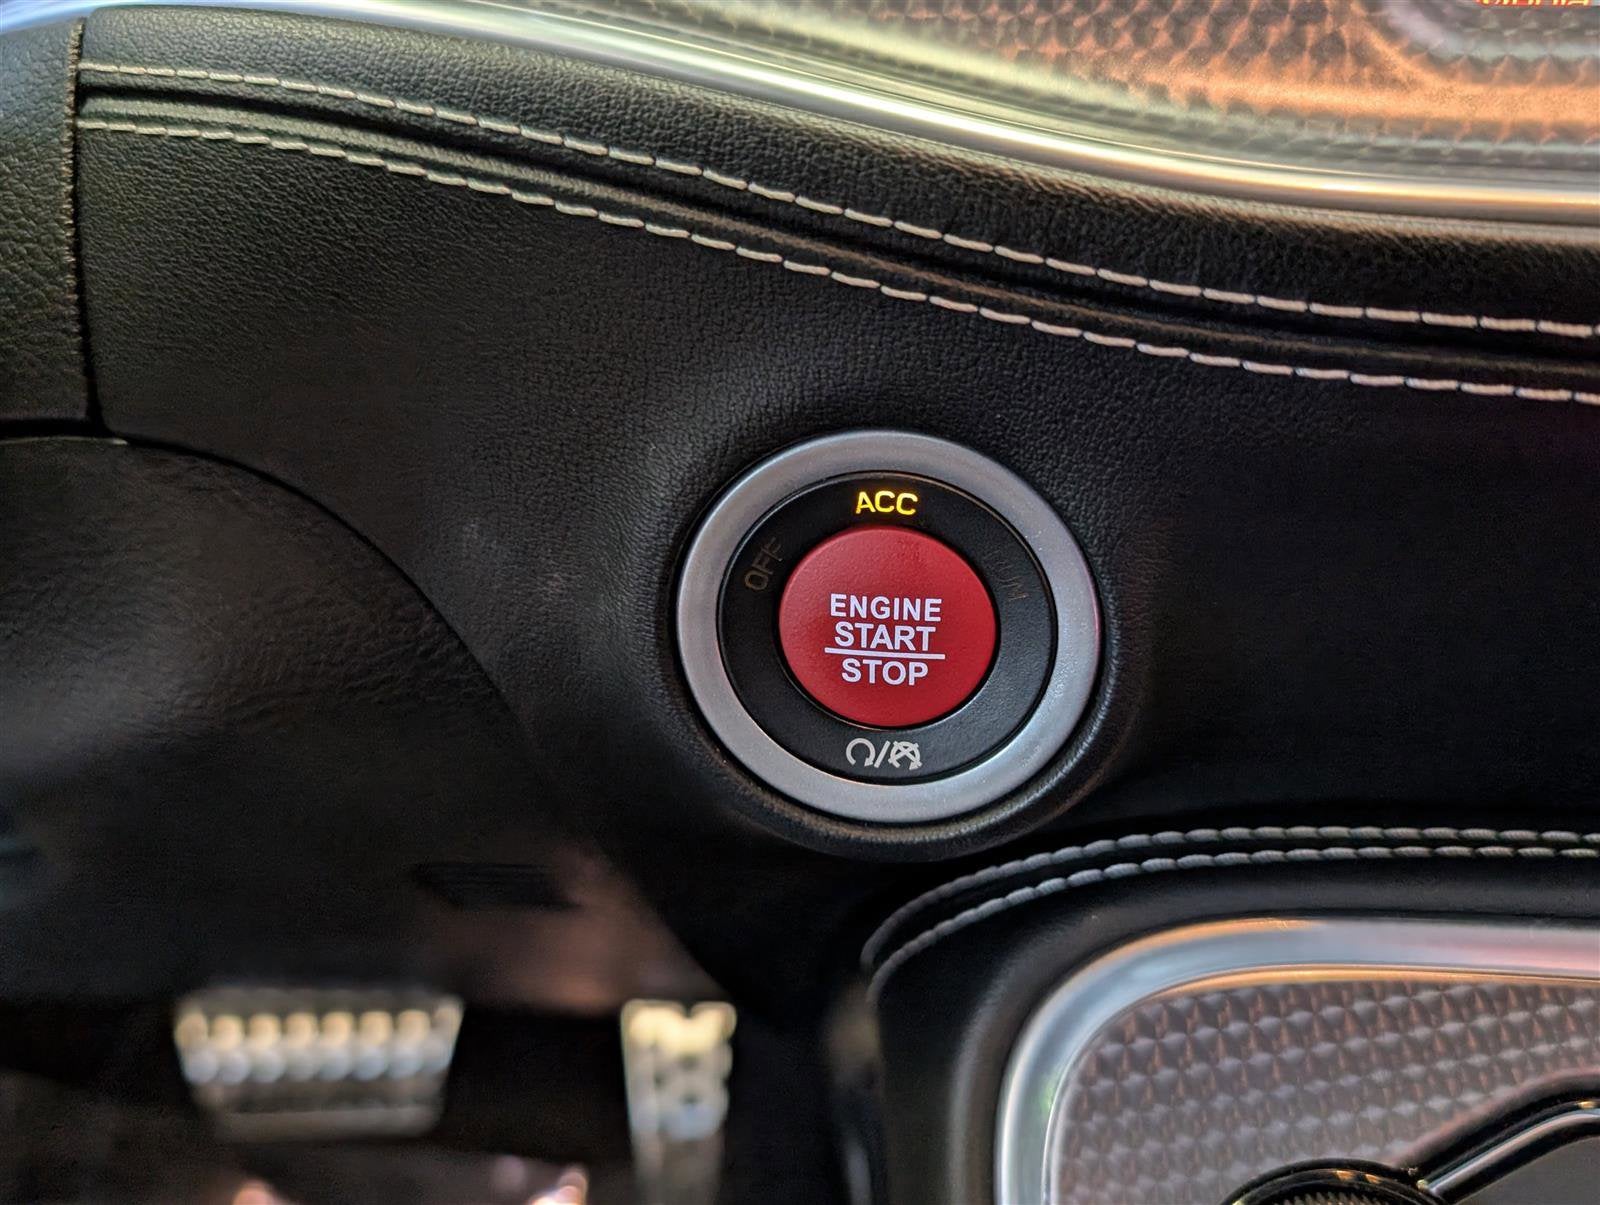 ACC
OFF
RUN
ENGINE
START
STOP